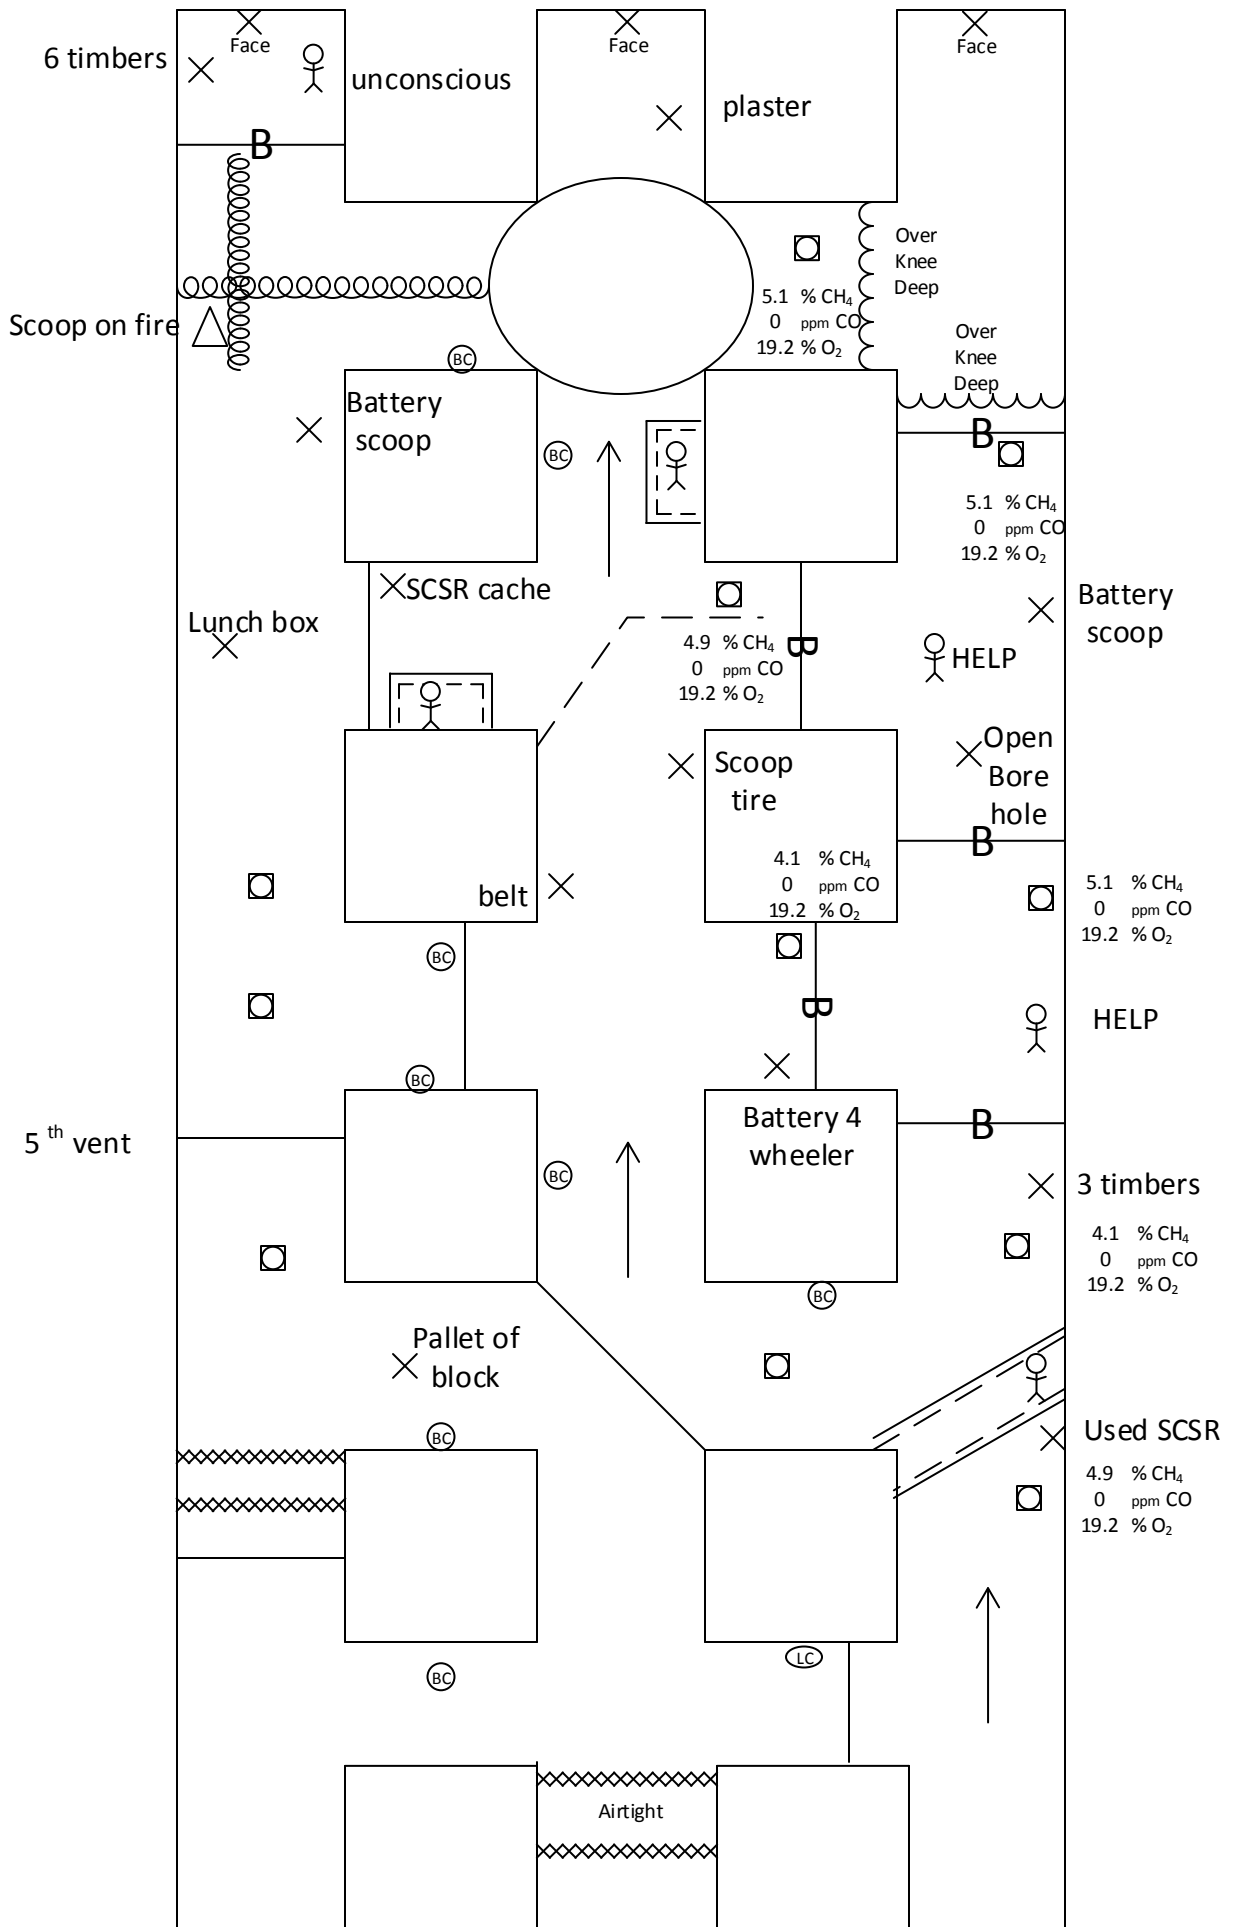 Face
Face
Face
6 timbers
unconscious
plaster
B
Over
Knee
Deep
5.1 % CH₄
0 ppm CO
19.2 % O₂
Scoop on fire
Over
Knee
Deep
BC
Battery
scoop
B
BC
5.1 % CH₄
0 ppm CO
19.2 % O₂
SCSR cache
Battery
scoop
Lunch box
4.9 % CH₄
0 ppm CO
19.2 % O₂
B
HELP
Open
Bore
hole
Scoop
tire
B
4.1 % CH₄
0 ppm CO
19.2 % O₂
belt
5.1 % CH₄
0 ppm CO
19.2 % O₂
BC
B
HELP
BC
Battery 4
wheeler
B
5 th vent
BC
3 timbers
4.1 % CH₄
0 ppm CO
19.2 % O₂
BC
Pallet of
block
BC
Used SCSR
4.9 % CH₄
0 ppm CO
19.2 % O₂
LC
BC
Airtight